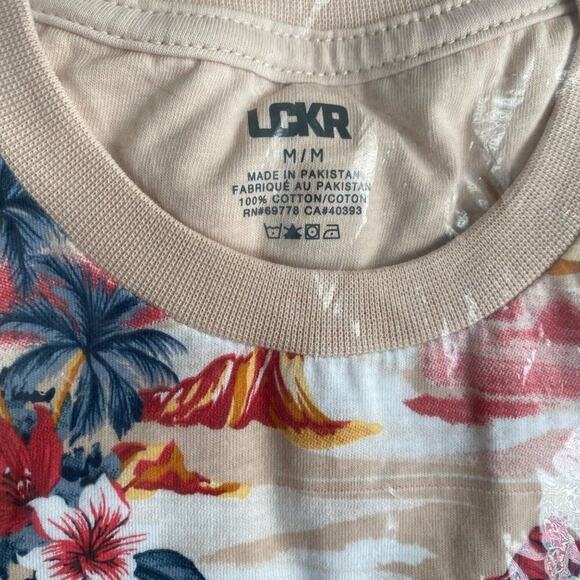 LCKR
M/M
MADE IN PAKISTAN
FABRIQUÉ AU PAKISTAN
100% COTTON/COTON
RN#69778 CA#40393